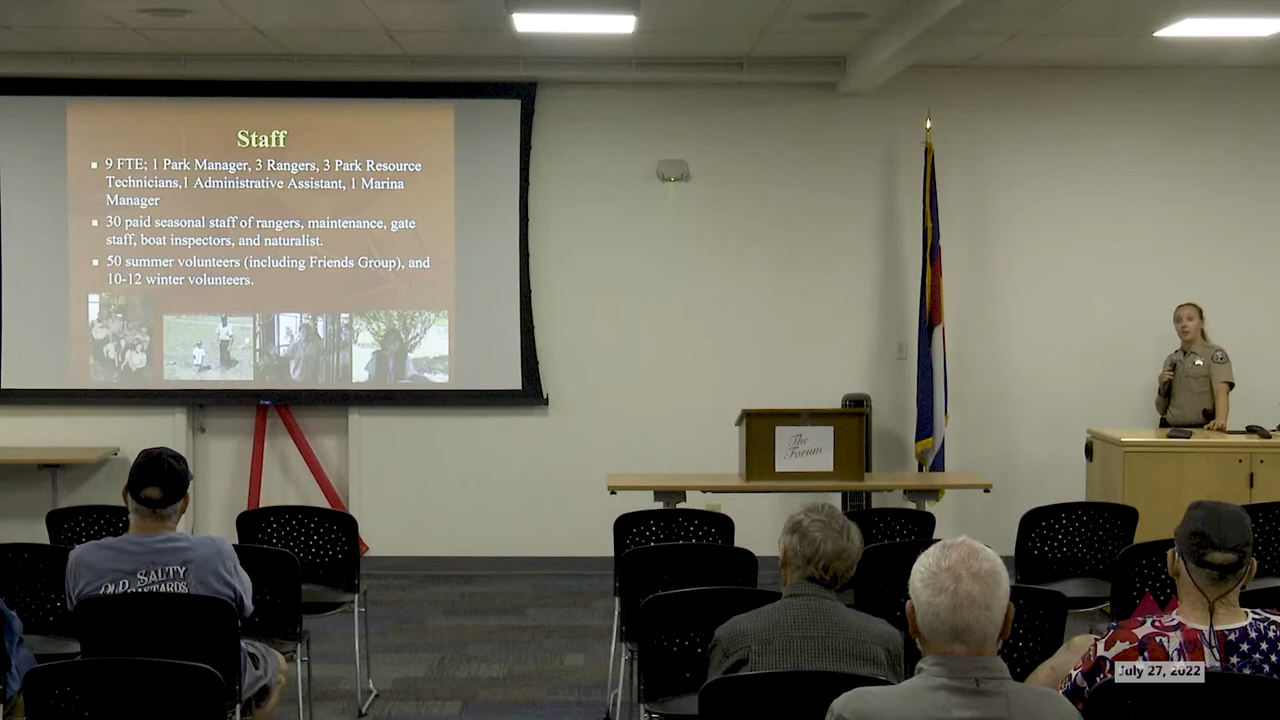 Staff
▪ 9 FTE; 1 Park Manager, 3 Rangers, 3 Park Resource
Technicians,1 Administrative Assistant, 1 Marina
Manager
▪ 30 paid seasonal staff of rangers, maintenance, gate
staff, boat inspectors, and naturalist.
▪ 50 summer volunteers (including Friends Group), and
10-12 winter volunteers.
The
Forum
OLD SALTY
July 27, 2022